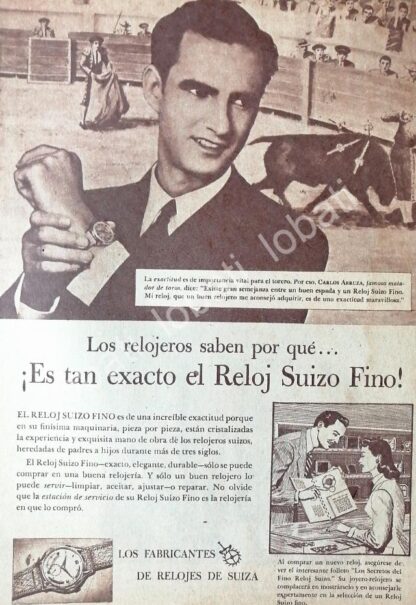 La exactitud es de importancia vital para el torero. Por eso, CARLOS ARRUZA, famoso mata-
dor de toros, dice: "Existe gran semejanza entre un buen espada y un Reloj Suizo Fino.
Mi reloj, que un buen relojero me aconsejó adquirir, es de una exactitud maravillosa."
Los relojeros saben por qué...
¡Es tan exacto el Reloj Suizo Fino!
EL RELOJ SUIZO FINO es de una increíble exactitud porque
en su finísima maquinaria, pieza por pieza, están cristalizadas
la experiencia y exquisita mano de obra de los relojeros suizos,
heredadas de padres a hijos durante más de tres siglos.
El Reloj Suizo Fino—exacto, elegante, durable—sólo se puede
comprar en una buena relojería. Y sólo un buen relojero lo
puede servir—limpiar, aceitar, ajustar—o reparar. No olvide
que la estación de servicio de su Reloj Suizo Fino es la relojería
en que lo compró.
LOS FABRICANTES
DE RELOJES DE SUIZA
Al comprar un nuevo reloj, asegúrese de
ver el interesante folleto "Los Secretos del
Fino Reloj Suizo." Su joyero-relojero se
complacerá en mostrárselo y en aconsejarle
expertamente en la selección de un Reloj
Suizo Fino.
lobati lobati